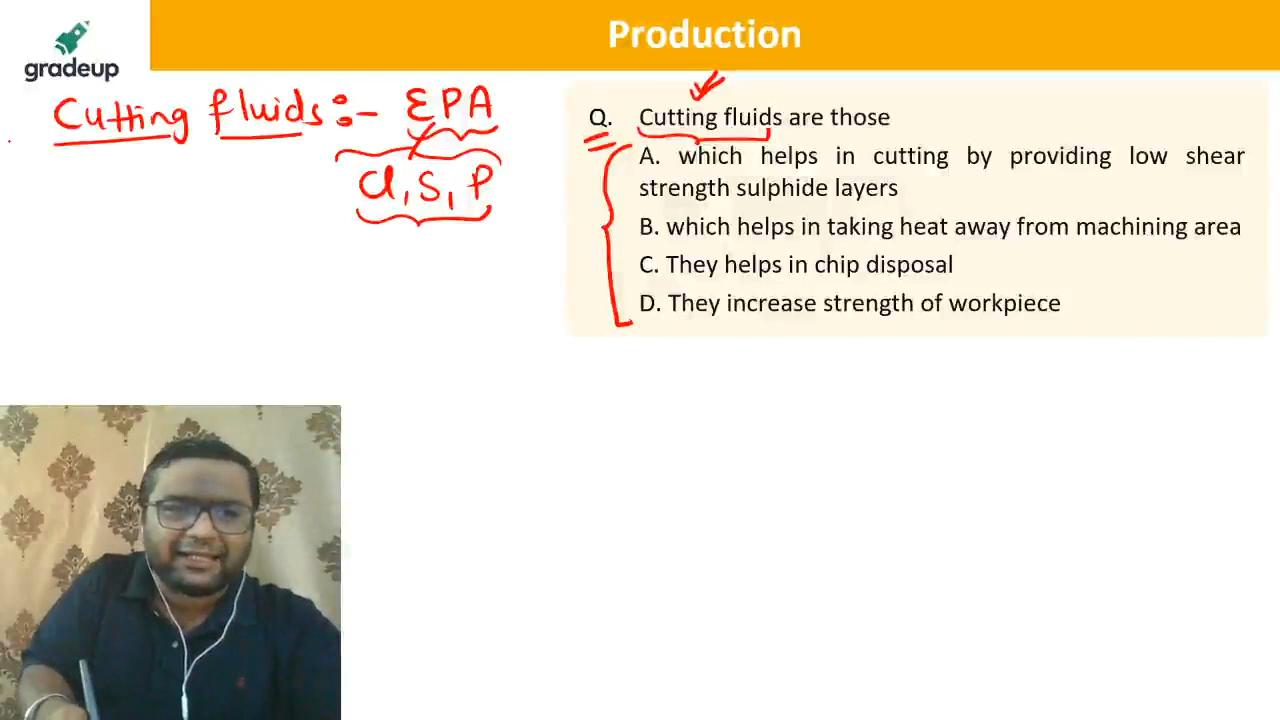 Production
gradeup
Cutting fluids :- EPA
Cl, S, P
Q. Cutting fluids are those
A. which helps in cutting by providing low shear
strength sulphide layers
B. which helps in taking heat away from machining area
C. They helps in chip disposal
D. They increase strength of workpiece